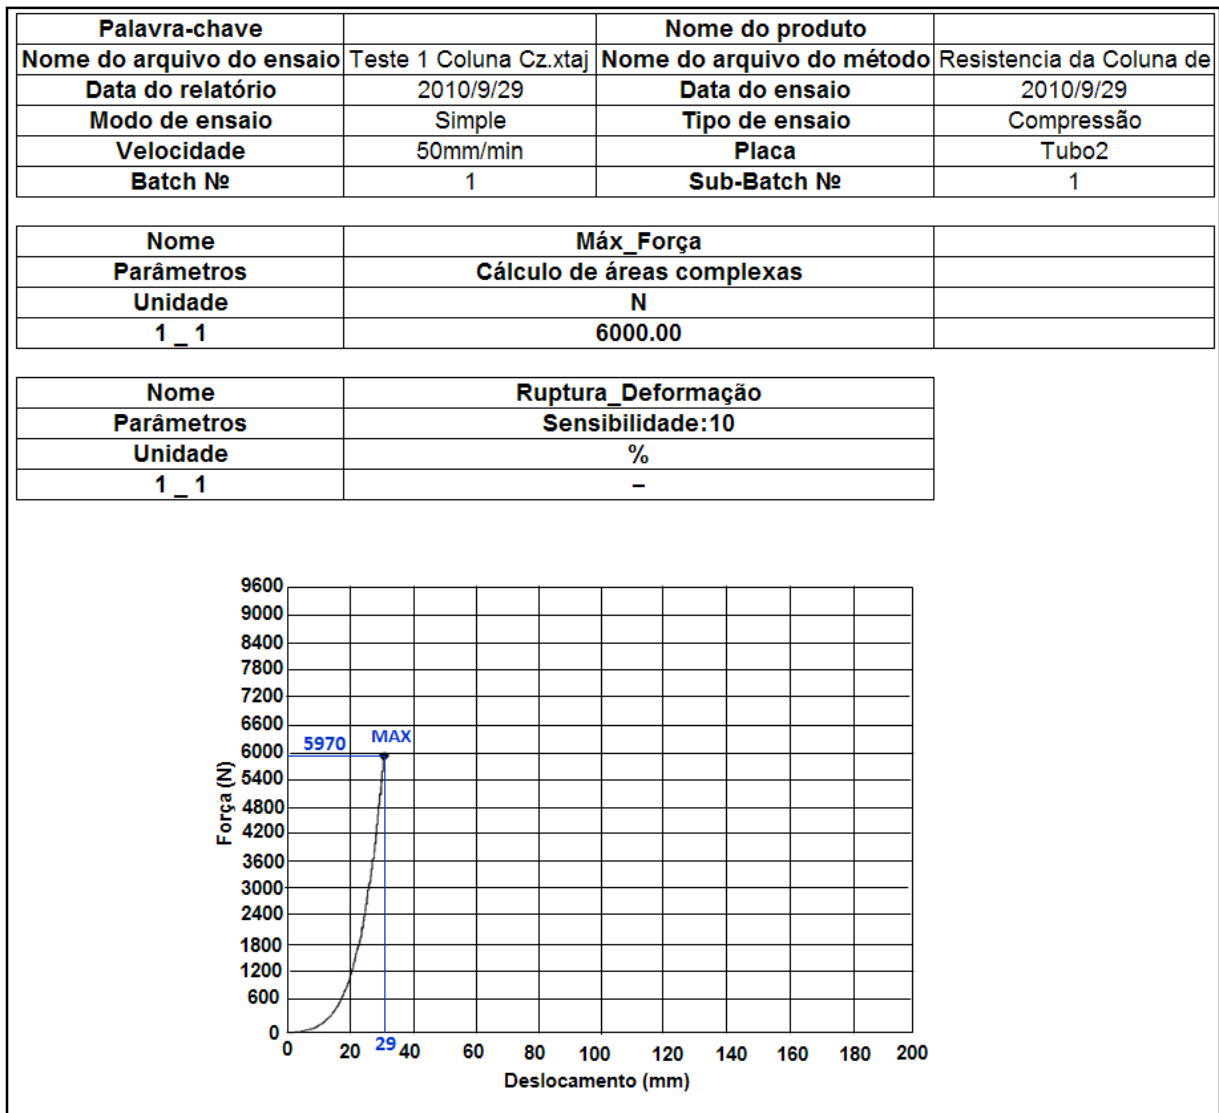 Palavra-chave Nome do produto
Nome do arquivo do ensaio Teste 1 Coluna Cz.xtaj Nome do arquivo do método Resistencia da Coluna de
Data do relatório 2010/9/29 Data do ensaio 2010/9/29
Modo de ensaio Simple Tipo de ensaio Compressão
Velocidade 50mm/min Placa Tubo2
Batch Nº 1 Sub-Batch Nº 1
Nome Máx_Força
Parâmetros Cálculo de áreas complexas
Unidade N
1 _ 1 6000.00
Nome Ruptura_Deformação
Parâmetros Sensibilidade:10
Unidade %
1 _ 1 –
9600
9000
8400
7800
7200
6600
5970 MAX
6000
5400
4800
4200
3600
3000
2400
1800
1200
600
0
Força (N)
0 20 29 40 60 80 100 120 140 160 180 200
Deslocamento (mm)